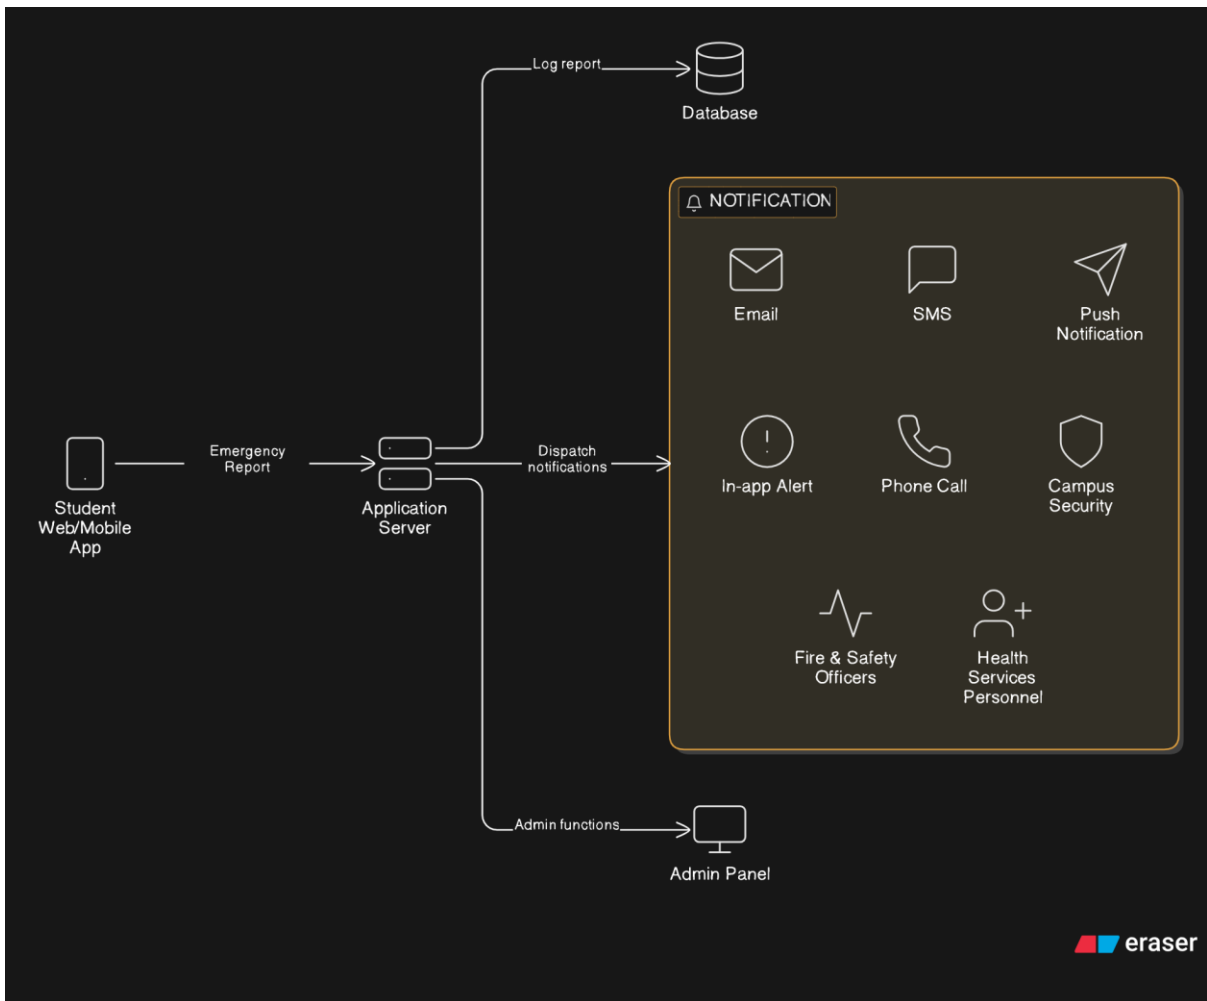 Log report
Database
NOTIFICATION
Email
SMS
Push
Notification
Emergency
Report
Dispatch
notifications
In-app Alert
Phone Call
Campus
Security
Student
Web/Mobile
App
Application
Server
Fire & Safety
Officers
Health
Services
Personnel
Admin functions
Admin Panel
eraser